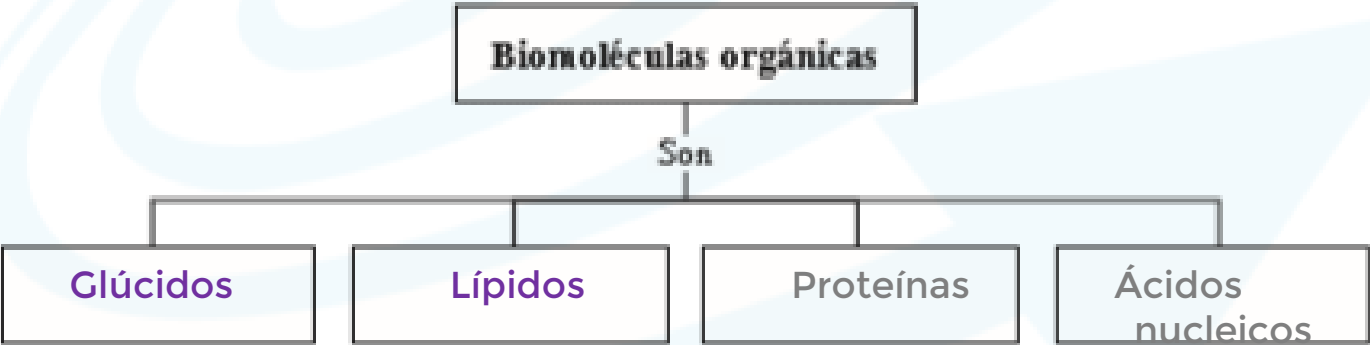 Biomoléculas orgánicas
Son
Glúcidos
Lípidos
Proteínas
Ácidos
nucleicos